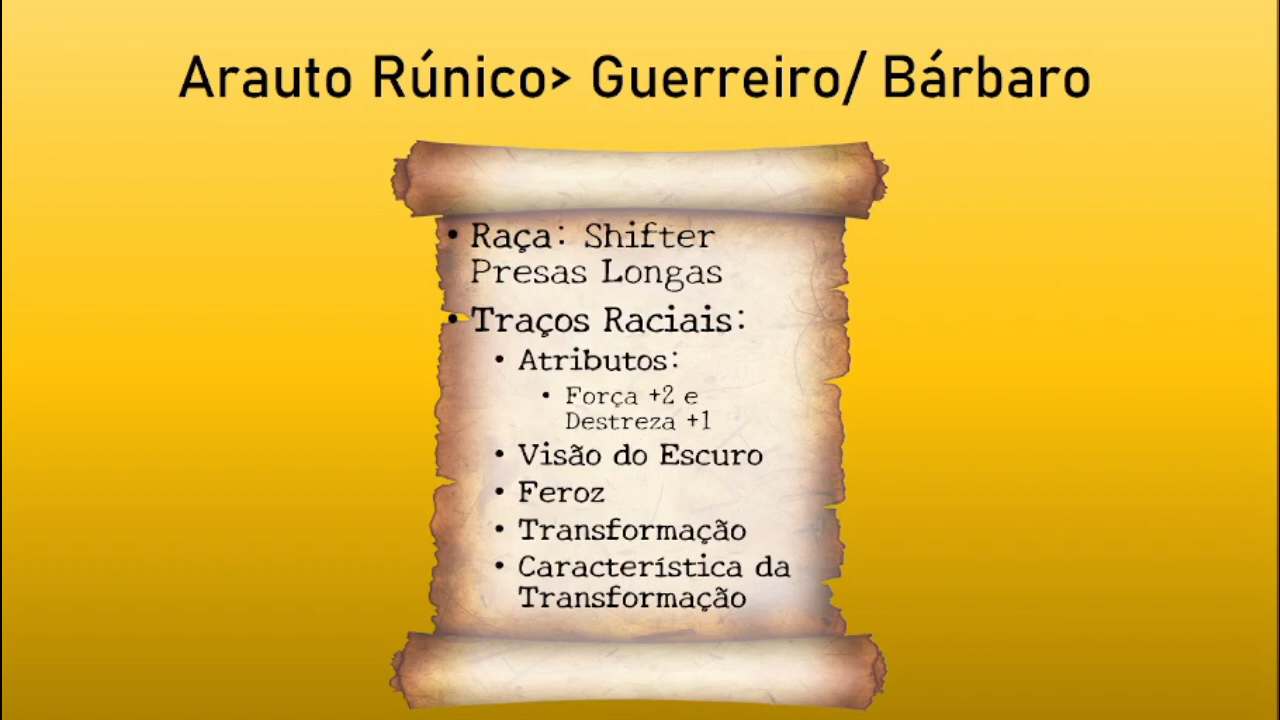 Arauto Rúnico> Guerreiro/ Bárbaro
• Raça: Shifter
Presas Longas
• Traços Raciais:
• Atributos:
• Força +2 e
Destreza +1
• Visão do Escuro
• Feroz
• Transformação
• Característica da
Transformação